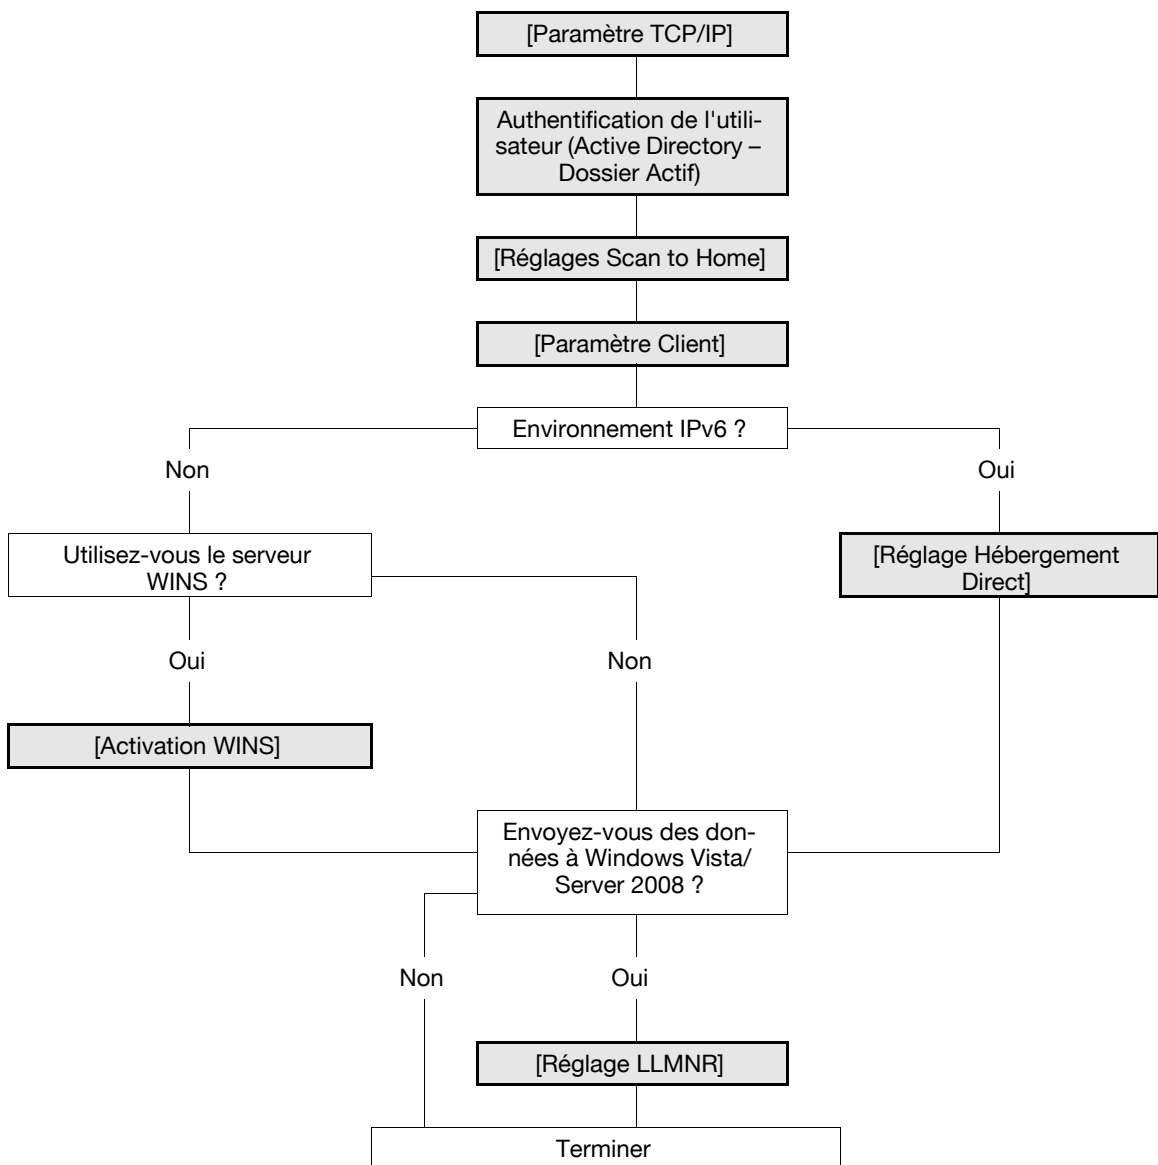 [Paramètre TCP/IP]
Authentification de l'utili-
sateur (Active Directory –
Dossier Actif)
[Réglages Scan to Home]
[Paramètre Client]
Environnement IPv6 ?
Non
Oui
Utilisez-vous le serveur
WINS ?
[Réglage Hébergement
Direct]
Oui
Non
[Activation WINS]
Envoyez-vous des don-
nées à Windows Vista/
Server 2008 ?
Non
Oui
[Réglage LLMNR]
Terminer